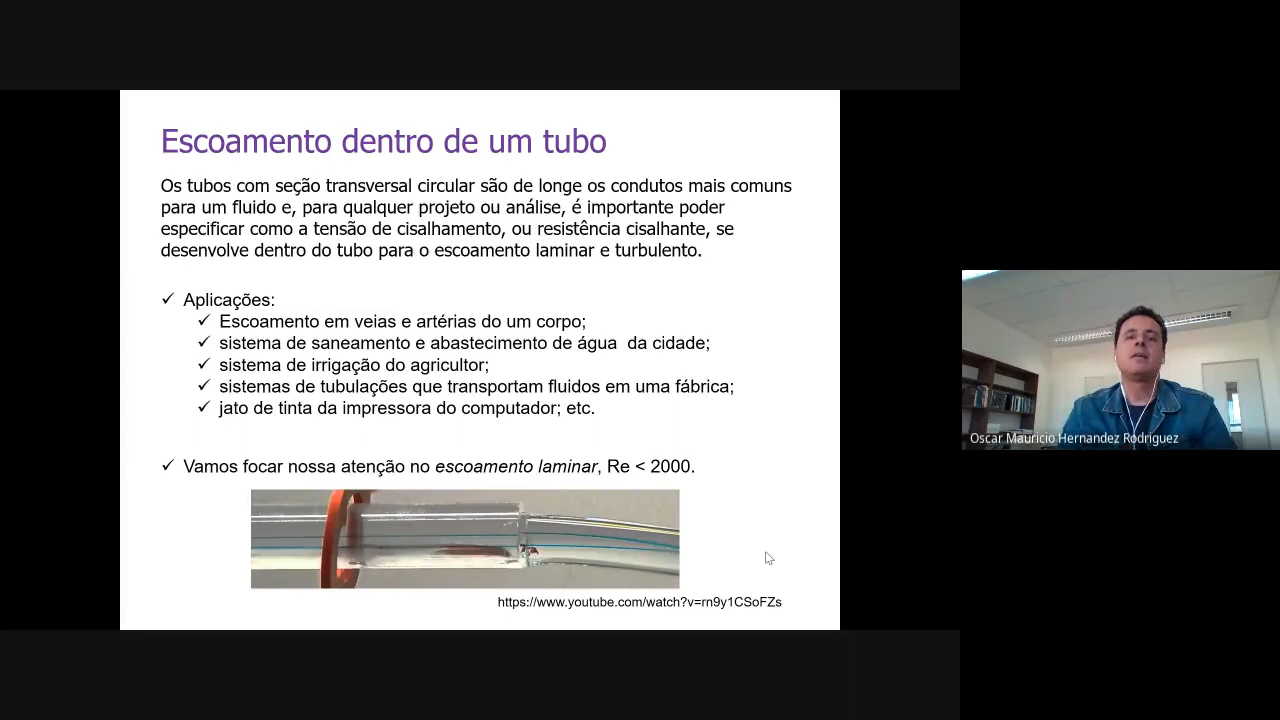 Escoamento dentro de um tubo
Os tubos com seção transversal circular são de longe os condutos mais comuns
para um fluido e, para qualquer projeto ou análise, é importante poder
especificar como a tensão de cisalhamento, ou resistência cisalhante, se
desenvolve dentro do tubo para o escoamento laminar e turbulento.
✓ Aplicações:
✓ Escoamento em veias e artérias do um corpo;
✓ sistema de saneamento e abastecimento de água  da cidade;
✓ sistema de irrigação do agricultor;
✓ sistemas de tubulações que transportam fluidos em uma fábrica;
✓ jato de tinta da impressora do computador; etc.
✓ Vamos focar nossa atenção no escoamento laminar, Re < 2000.
https://www.youtube.com/watch?v=rn9y1CSoFZs
Oscar Mauricio Hernandez Rodriguez